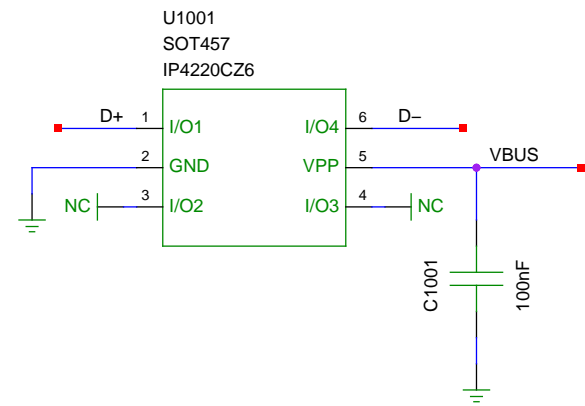 U1001
SOT457
IP4220CZ6
D+ 1 I/O1 I/O4 6 D−
2 GND VPP 5 VBUS
NC 3 I/O2 I/O3 4 NC
C1001 100nF